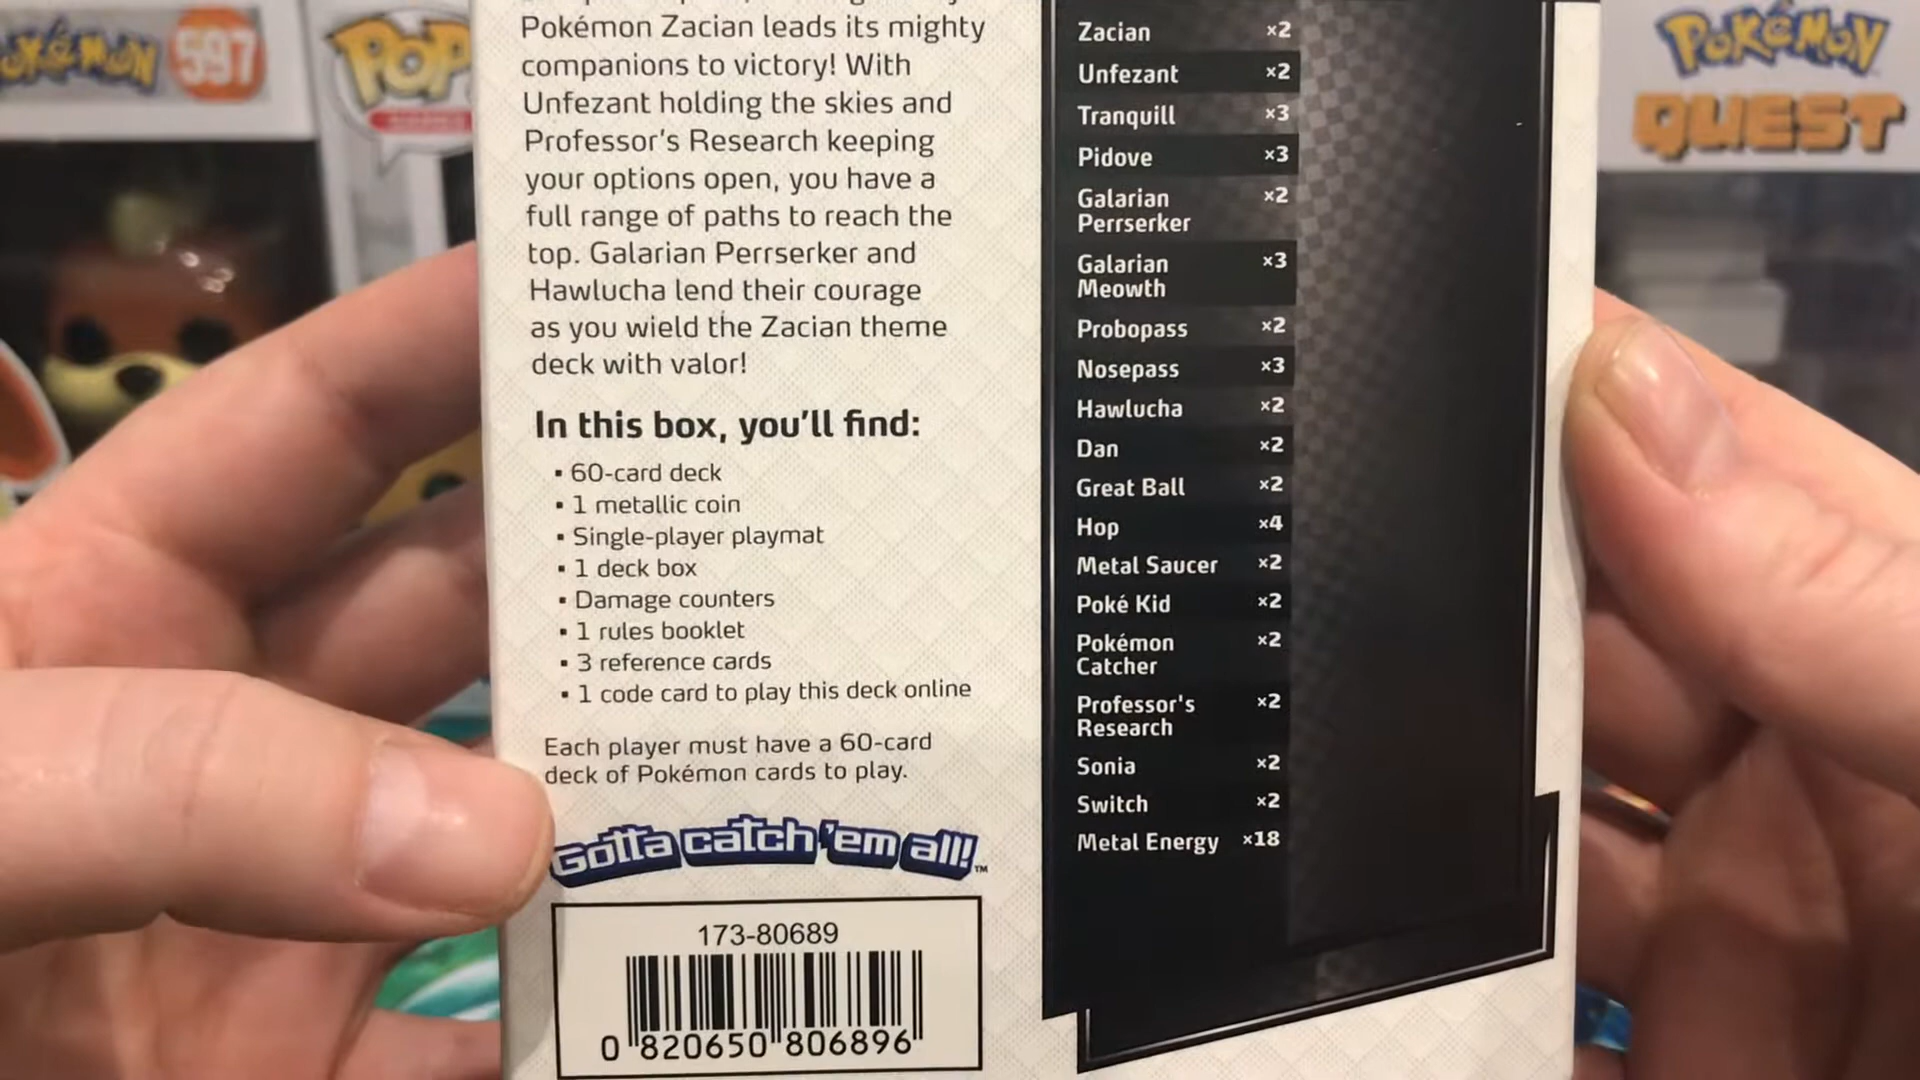 POKéMON 597
POP
POKéMON
QUEST
Pokémon Zacian leads its mighty
companions to victory! With
Unfezant holding the skies and
Professor's Research keeping
your options open, you have a
full range of paths to reach the
top. Galarian Perrserker and
Hawlucha lend their courage
as you wield the Zacian theme
deck with valor!
In this box, you'll find:
▪ 60-card deck
▪ 1 metallic coin
▪ Single-player playmat
▪ 1 deck box
▪ Damage counters
▪ 1 rules booklet
▪ 3 reference cards
▪ 1 code card to play this deck online
Each player must have a 60-card
deck of Pokémon cards to play.
Gotta catch 'em all!™
173-80689
0 820650 806896
Zacian ×2
Unfezant ×2
Tranquill ×3
Pidove ×3
Galarian ×2
Perrserker
Galarian ×3
Meowth
Probopass ×2
Nosepass ×3
Hawlucha ×2
Dan ×2
Great Ball ×2
Hop ×4
Metal Saucer ×2
Poké Kid ×2
Pokémon ×2
Catcher
Professor's ×2
Research
Sonia ×2
Switch ×2
Metal Energy ×18